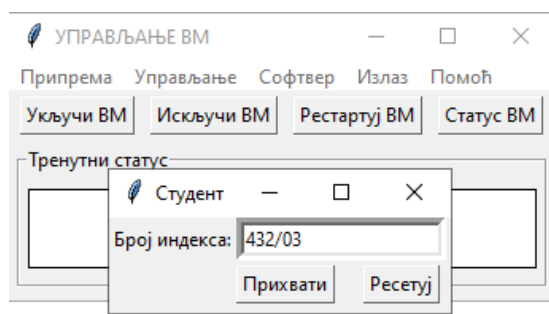 УПРАВЉАЊЕ ВМ
Припрема Управљање Софтвер Излаз Помоћ
Укључи ВМ Искључи ВМ Рестартуј ВМ Статус ВМ
Тренутни статус
Студент
Број индекса: 432/03
Прихвати Ресетуј